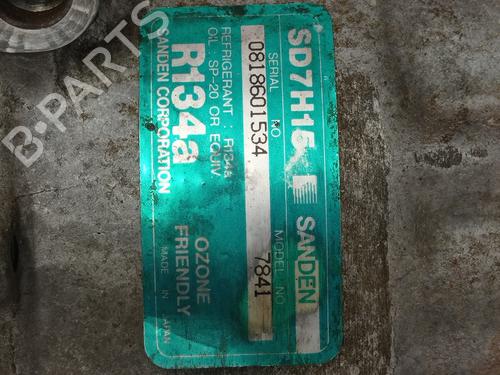 SD7H15 SANDEN
SERIAL NO MODEL NO
0818601534 7841
REFRIGERANT : R134a
OIL : SP-20 OR EQUIV
R134a OZONE FRIENDLY
SANDEN CORPORATION MADE IN JAPAN
B-PARTS